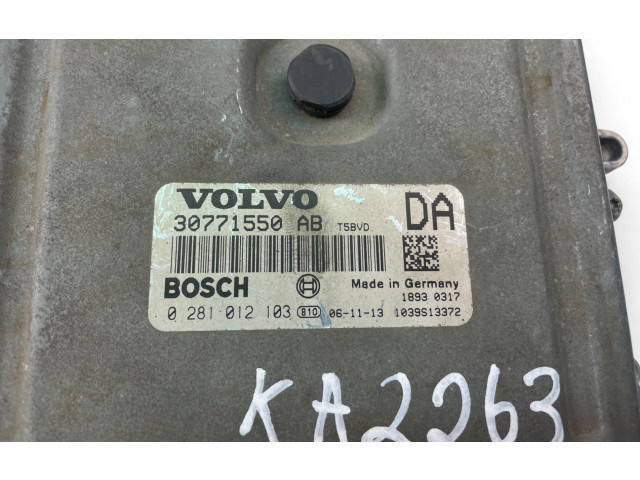 VOLVO
30771550 AB T5BVD DA
BOSCH Made in Germany
1893 0317
0 281 012 103 810 06-11-13 1039S13372
KA2263